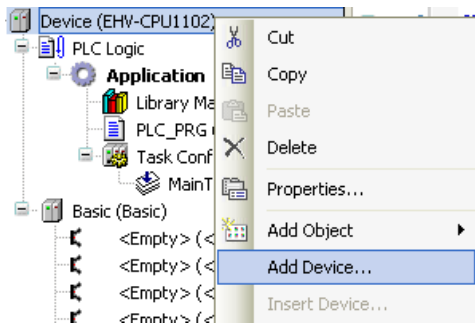 Device (EHV-CPU1102)
PLC Logic
Application
Library Ma
PLC_PRG
Task Conf
MainT
Basic (Basic)
<Empty> (<
<Empty> (<
<Empty> (<
<Empty> (<
Cut
Copy
Paste
Delete
Properties...
Add Object
Add Device...
Insert Device...